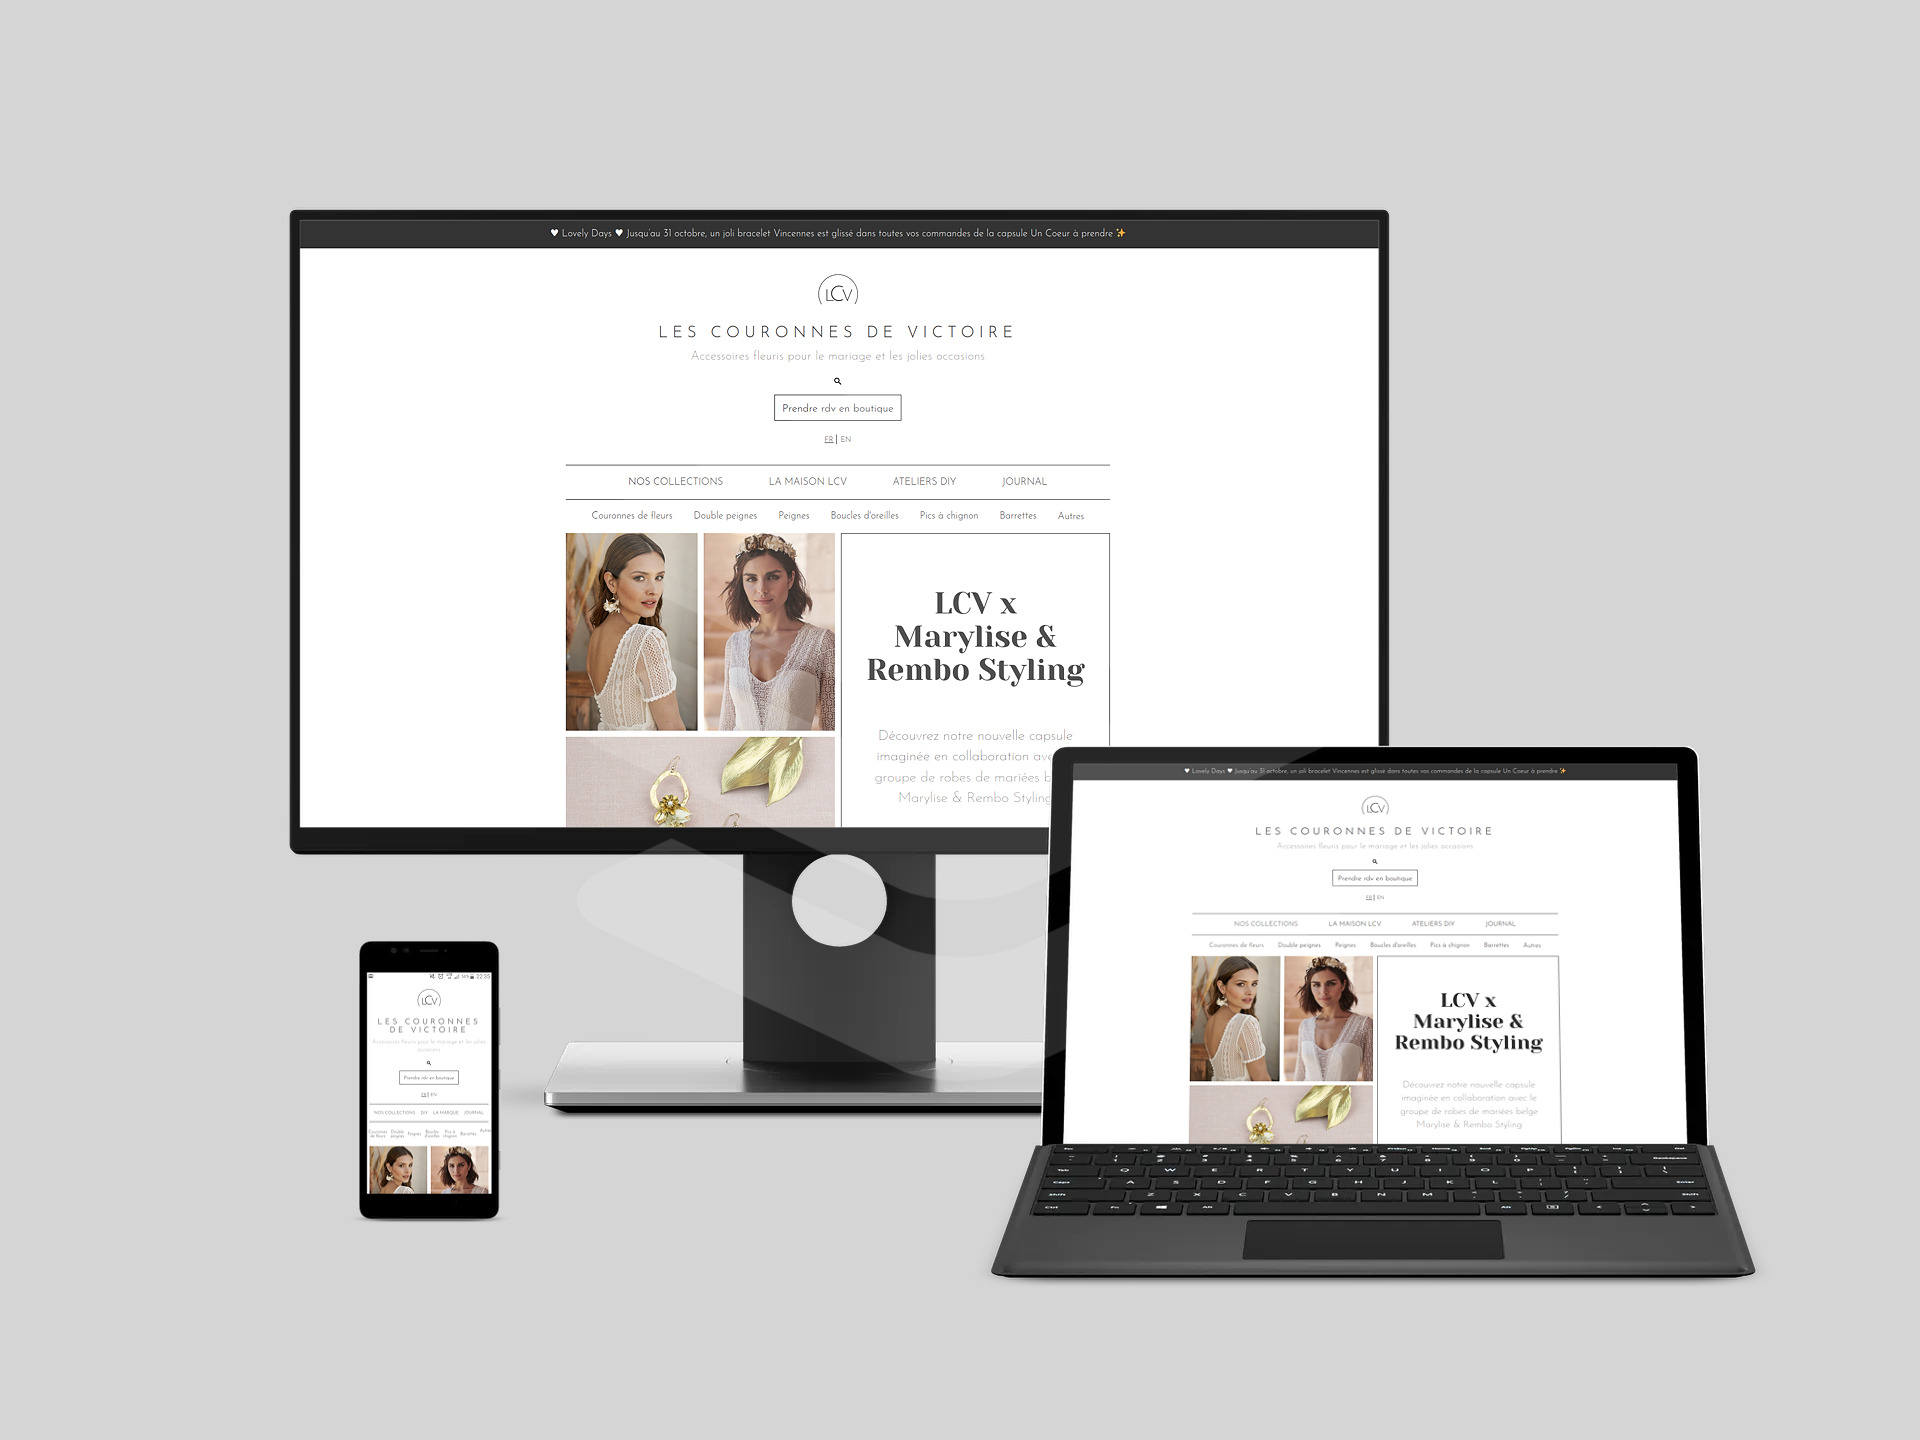 ♥ Lovely Days ♥ Jusqu'au 31 octobre, un joli bracelet Vincennes est glissé dans toutes vos commandes de la capsule Un Coeur à prendre ✨
LCV
LES COURONNES DE VICTOIRE
Accessoires fleuris pour le mariage et les jolies occasions
Prendre rdv en boutique
FR | EN
NOS COLLECTIONS LA MAISON LCV ATELIERS DIY JOURNAL
Couronnes de fleurs Double peignes Peignes Boucles d'oreilles Pics à chignon Barrettes Autres
LCV x
Marylise &
Rembo Styling
Découvrez notre nouvelle capsule
imaginée en collaboration
groupe de robes de mariées
Marylise & Rembo Styling
♥ Lovely Days ♥ Jusqu'au 31 octobre, un joli bracelet Vincennes est glissé dans toutes vos commandes de la capsule Un Coeur à prendre ✨
LCV
LES COURONNES DE VICTOIRE
Accessoires fleuris pour le mariage et les jolies occasions
Prendre rdv en boutique
FR | EN
NOS COLLECTIONS LA MAISON LCV ATELIERS DIY JOURNAL
Couronnes de fleurs Double peignes Peignes Boucles d'oreilles Pics à chignon Barrettes Autres
LCV x
Marylise &
Rembo Styling
Découvrez notre nouvelle capsule
imaginée en collaboration avec le
groupe de robes de mariées belge
Marylise & Rembo Styling
Q W E R T Y U I O P
A S D F G H J K L
Z X C V B N M
22:35
LCV
LES COURONNES
DE VICTOIRE
Accessoires fleuris pour le mariage et les jolies
occasions
Prendre rdv en boutique
FR | EN
NOS COLLECTIONS DIY LA MARQUE JOURNAL
Couronnes de fleurs Double peignes Peignes Boucles d'oreilles Pics à chignon Barrettes Autres